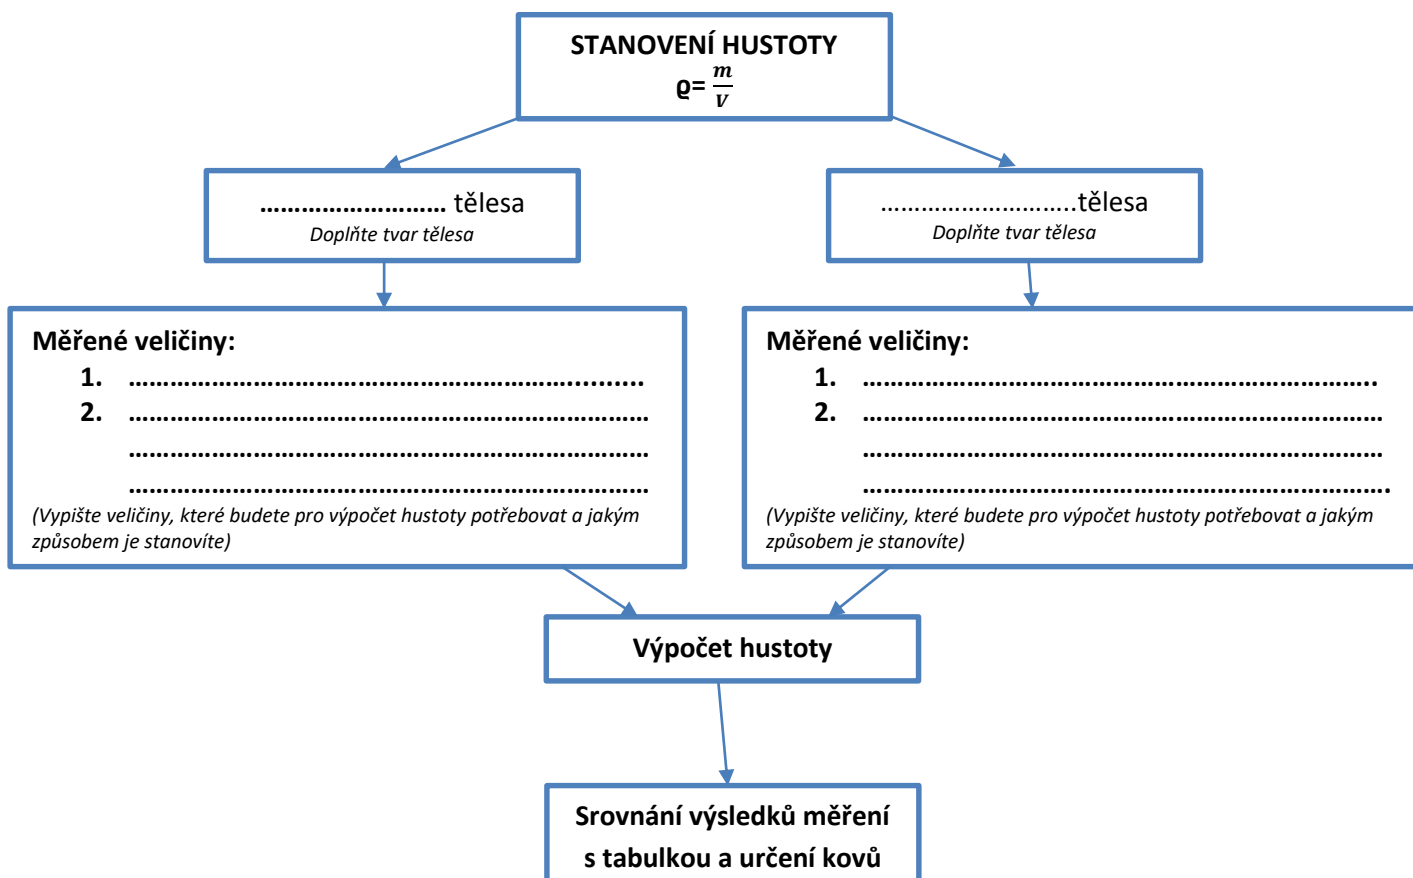 STANOVENÍ HUSTOTY
ϱ= m/V
……………………… tělesa
Doplňte tvar tělesa
………………………..tělesa
Doplňte tvar tělesa
Měřené veličiny:
1. ……………………………………………………….........
2. …………………………………………………………………
…………………………………………………………………
…………………………………………………………………
(Vypište veličiny, které budete pro výpočet hustoty potřebovat a jakým
způsobem je stanovíte)
Měřené veličiny:
1. ………………………………………………………………..
2. …………………………………………………………………
…………………………………………………………………
………………………………………………………………….
(Vypište veličiny, které budete pro výpočet hustoty potřebovat a jakým
způsobem je stanovíte)
Výpočet hustoty
Srovnání výsledků měření
s tabulkou a určení kovů